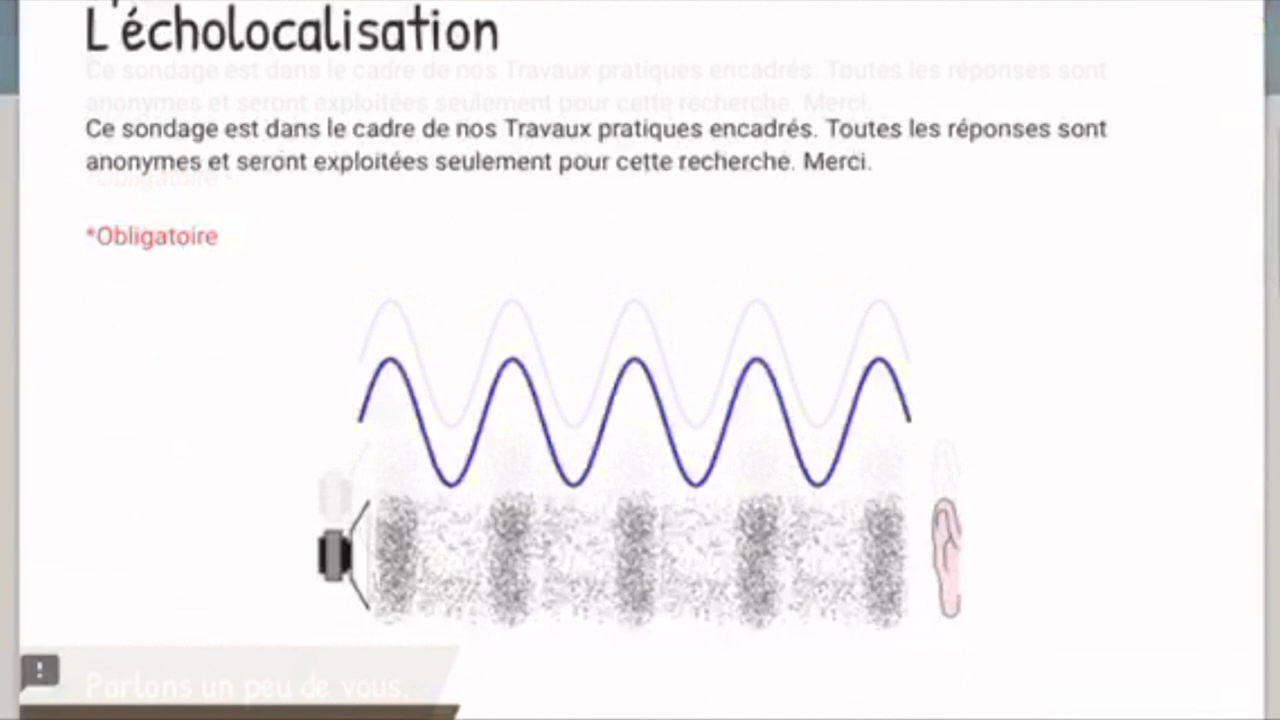 L'écholocalisation
Ce sondage est dans le cadre de nos Travaux pratiques encadrés. Toutes les réponses sont
anonymes et seront exploitées seulement pour cette recherche. Merci.
*Obligatoire
Parlons un peu de vous.